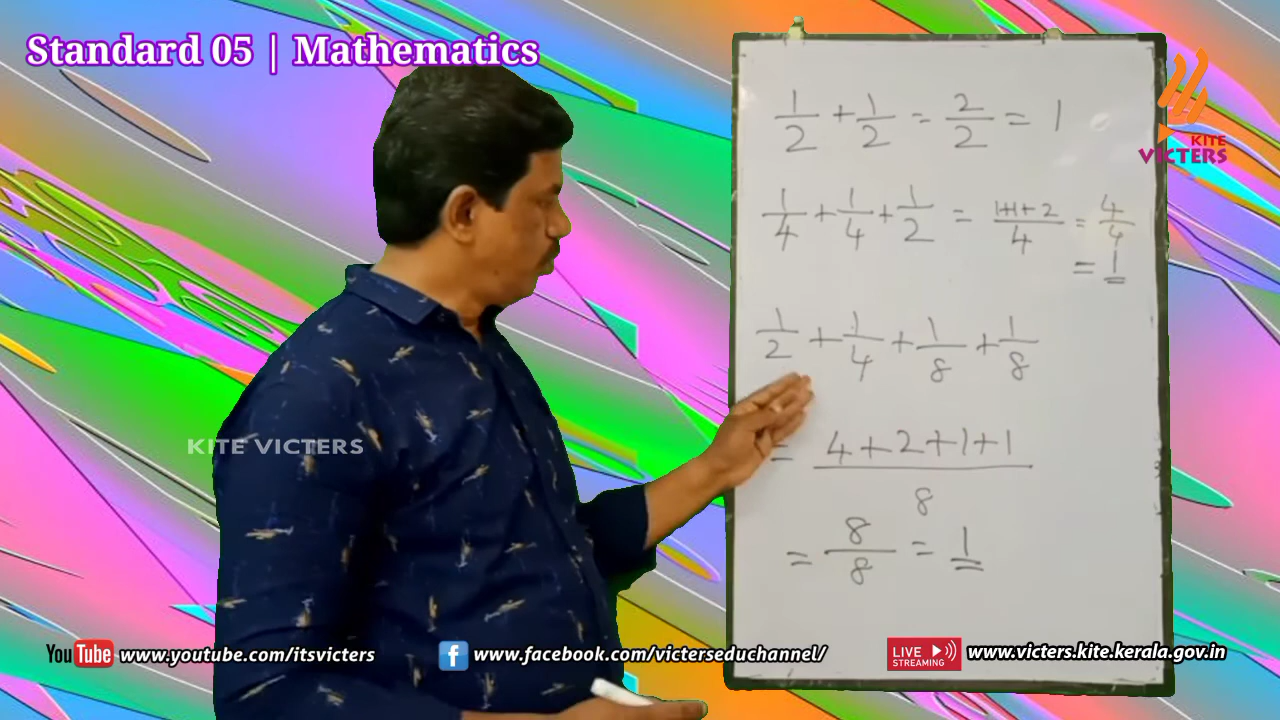 Standard 05 | Mathematics
1/2 + 1/2 = 2/2 = 1
KITE
VICTERS
1/4 + 1/4 + 1/2 = 1+1+2/4 = 4/4
= 1
1/2 + 1/4 + 1/8 + 1/8
KITE VICTERS
= 4+2+1+1/8
= 8/8 = 1
You Tube www.youtube.com/itsvicters
f www.facebook.com/victerseduchannel/
LIVE STREAMING www.victers.kite.kerala.gov.in